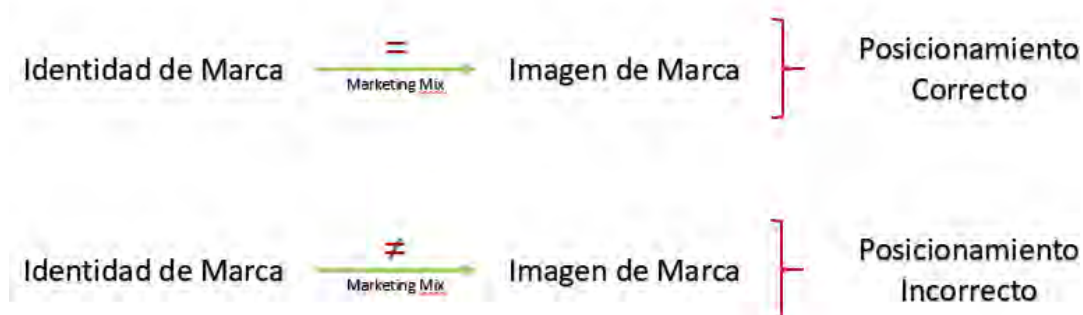 =
Identidad de Marca
Marketing Mix
Imagen de Marca
Posicionamiento
Correcto
≠
Identidad de Marca
Marketing Mix
Imagen de Marca
Posicionamiento
Incorrecto